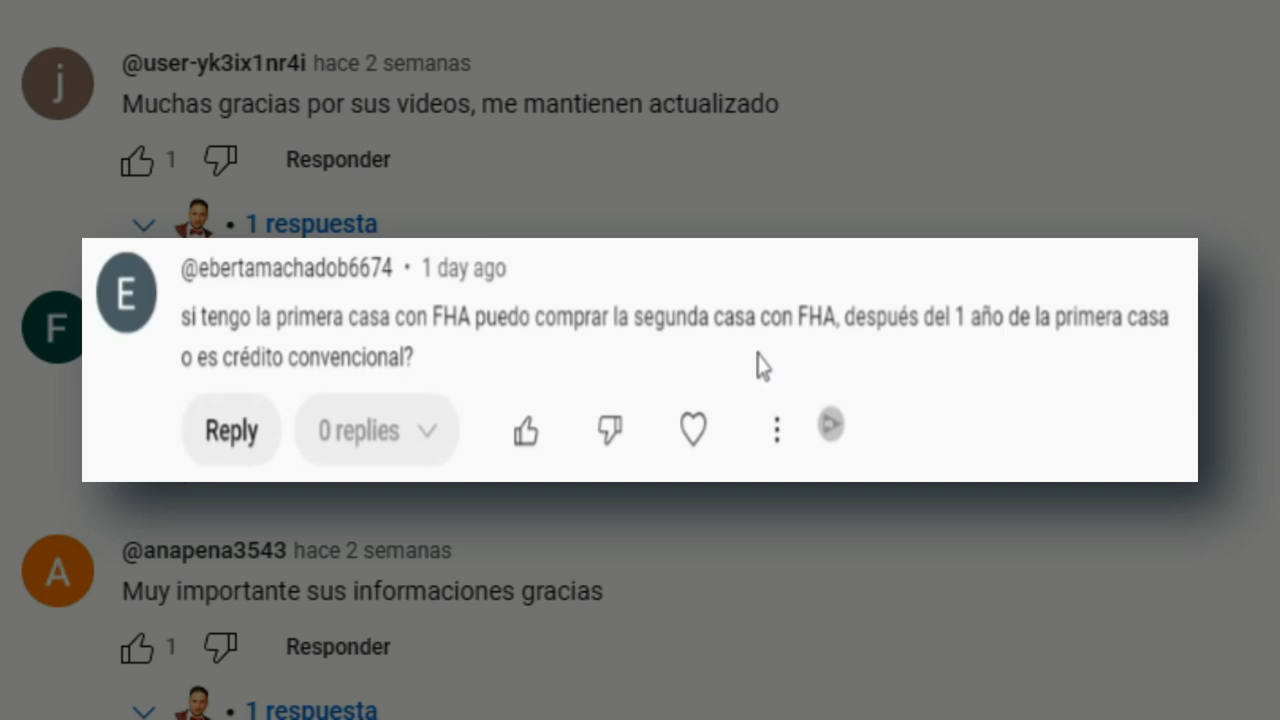 j
@user-yk3ix1nr4i hace 2 semanas
Muchas gracias por sus videos, me mantienen actualizado
1 Responder
• 1 respuesta
E
@ebertamachadob6674 • 1 day ago
si tengo la primera casa con FHA puedo comprar la segunda casa con FHA, después del 1 año de la primera casa
o es crédito convencional?
Reply 0 replies
F
A
@anapena3543 hace 2 semanas
Muy importante sus informaciones gracias
1 Responder
• 1 respuesta